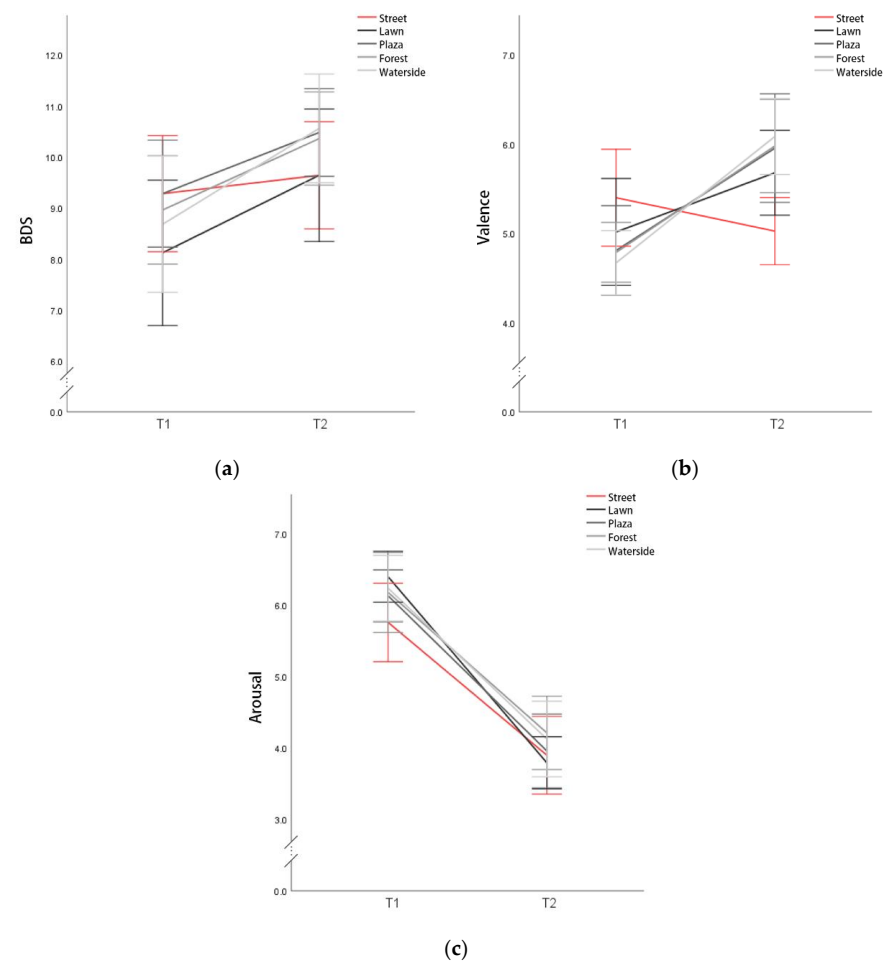 Street
Lawn
Plaza
Forest
Waterside
12.0
11.0
10.0
9.0
8.0
7.0
6.0
0.0
BDS
T1
T2
(a)
Street
Lawn
Plaza
Forest
Waterside
7.0
6.0
5.0
4.0
0.0
Valence
T1
T2
(b)
Street
Lawn
Plaza
Forest
Waterside
7.0
6.0
5.0
4.0
3.0
0.0
Arousal
T1
T2
(c)